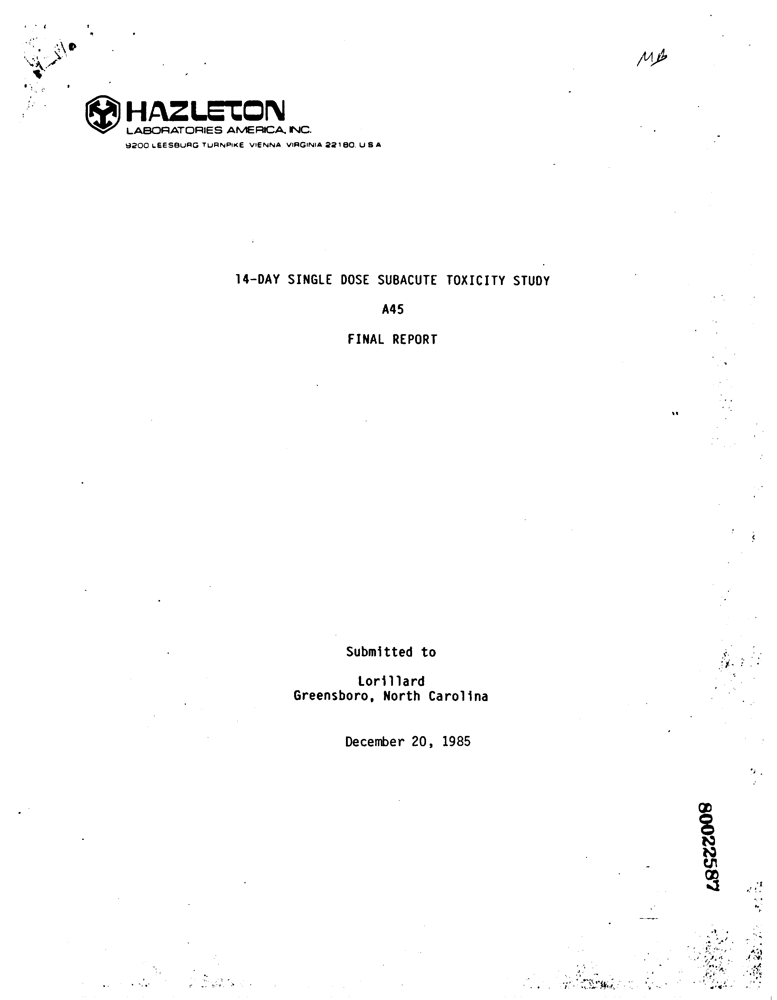 MB
HAZLETON
LABORATORIES AMERICA, INC.
9200 LEESBURG TURNPIKE VIENNA VIRGINIA 22180. U S A
14-DAY SINGLE DOSE SUBACUTE TOXICITY STUDY
A45
FINAL REPORT
Submitted to
Lorillard
Greensboro, North Carolina
December 20, 1985
80022587